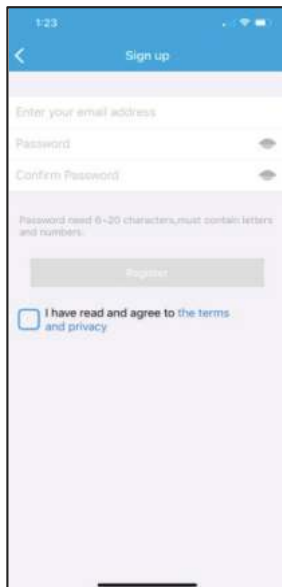 1:23
Sign up
Enter your email address
Password
Confirm Password
Password need 6-20 characters,must contain letters
and numbers.
Register
I have read and agree to the terms
and privacy